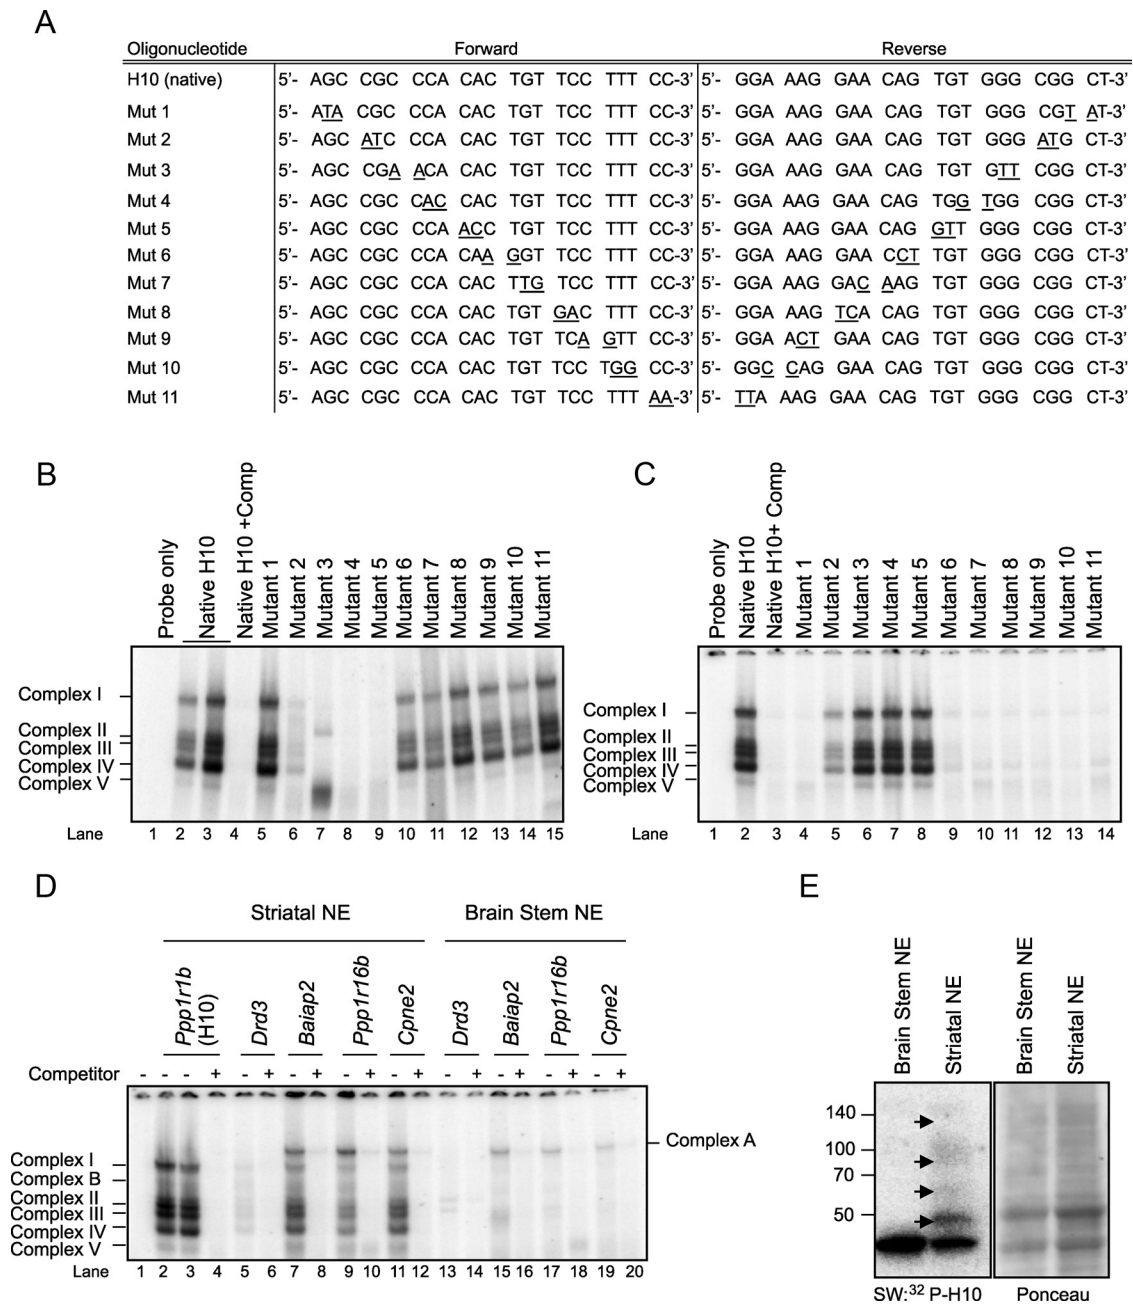 A
Oligonucleotide Forward Reverse
H10 (native) 5'- AGC CGC CCA CAC TGT TCC TTT CC-3' 5'- GGA AAG GAA CAG TGT GGG CGG CT-3'
Mut 1 5'- ATA CGC CCA CAC TGT TCC TTT CC-3' 5'- GGA AAG GAA CAG TGT GGG CGT AT-3'
Mut 2 5'- AGC ATC CCA CAC TGT TCC TTT CC-3' 5'- GGA AAG GAA CAG TGT GGG ATG CT-3'
Mut 3 5'- AGC CGA ACA CAC TGT TCC TTT CC-3' 5'- GGA AAG GAA CAG TGT GTT CGG CT-3'
Mut 4 5'- AGC CGC CAC CAC TGT TCC TTT CC-3' 5'- GGA AAG GAA CAG TGG TGG CGG CT-3'
Mut 5 5'- AGC CGC CCA ACC TGT TCC TTT CC-3' 5'- GGA AAG GAA CAG GTT GGG CGG CT-3'
Mut 6 5'- AGC CGC CCA CAA GGT TCC TTT CC-3' 5'- GGA AAG GAA CCT TGT GGG CGG CT-3'
Mut 7 5'- AGC CGC CCA CAC TTG TCC TTT CC-3' 5'- GGA AAG GAC AAG TGT GGG CGG CT-3'
Mut 8 5'- AGC CGC CCA CAC TGT GAC TTT CC-3' 5'- GGA AAG TCA CAG TGT GGG CGG CT-3'
Mut 9 5'- AGC CGC CCA CAC TGT TCA GTT CC-3' 5'- GGA ACT GAA CAG TGT GGG CGG CT-3'
Mut 10 5'- AGC CGC CCA CAC TGT TCC TGG CC-3' 5'- GGC CAG GAA CAG TGT GGG CGG CT-3'
Mut 11 5'- AGC CGC CCA CAC TGT TCC TTT AA-3' 5'- TTA AAG GAA CAG TGT GGG CGG CT-3'
B
Probe only
Native H10
Native H10 +Comp
Mutant 1
Mutant 2
Mutant 3
Mutant 4
Mutant 5
Mutant 6
Mutant 7
Mutant 8
Mutant 9
Mutant 10
Mutant 11
Complex I
Complex II
Complex III
Complex IV
Complex V
Lane 1 2 3 4 5 6 7 8 9 10 11 12 13 14 15
C
Probe only
Native H10
Native H10+ Comp
Mutant 1
Mutant 2
Mutant 3
Mutant 4
Mutant 5
Mutant 6
Mutant 7
Mutant 8
Mutant 9
Mutant 10
Mutant 11
Complex I
Complex II
Complex III
Complex IV
Complex V
Lane 1 2 3 4 5 6 7 8 9 10 11 12 13 14
D
Striatal NE Brain Stem NE
Ppp1r1b
(H10)
Drd3
Baiap2
Ppp1r16b
Cpne2
Drd3
Baiap2
Ppp1r16b
Cpne2
Competitor - - - + - + - + - + - + - + - + - + - +
Complex A
Complex I
Complex B
Complex II
Complex III
Complex IV
Complex V
Lane 1 2 3 4 5 6 7 8 9 10 11 12 13 14 15 16 17 18 19 20
E
Brain Stem NE
Striatal NE
Brain Stem NE
Striatal NE
140
100
70
50
SW:³² P-H10 Ponceau